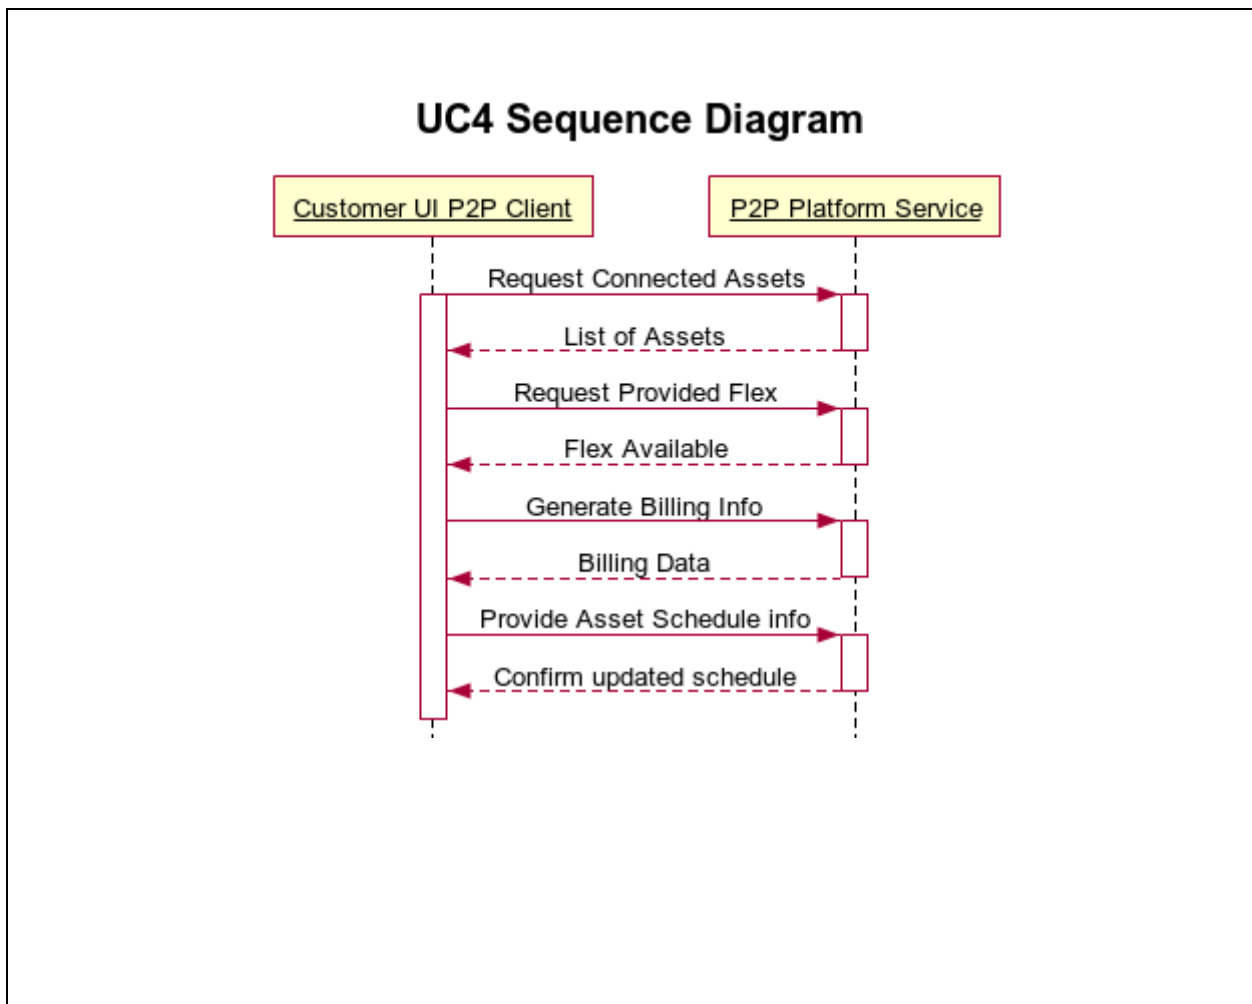 UC4 Sequence Diagram
Customer UI P2P Client
P2P Platform Service
Request Connected Assets
List of Assets
Request Provided Flex
Flex Available
Generate Billing Info
Billing Data
Provide Asset Schedule info
Confirm updated schedule